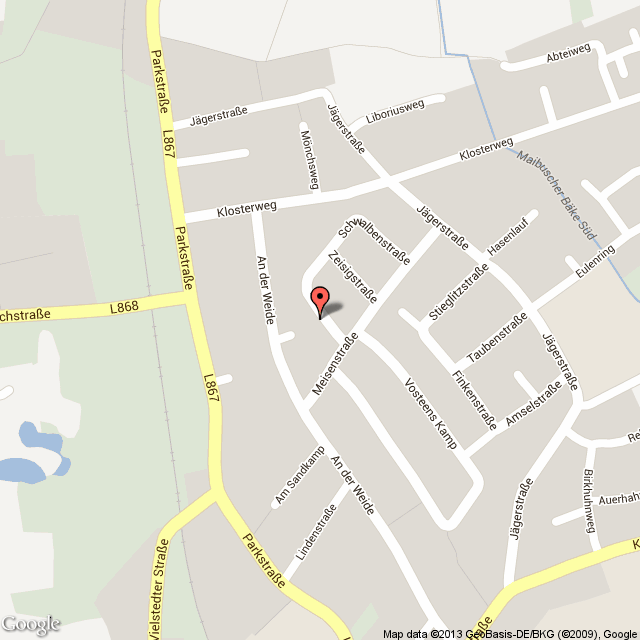 Parkstraße
Abteiweg
Jägerstraße
Liboriusweg
Jägerstraße
L867
Mönchsweg
Klosterweg
Maibuscher Bäke Süd
Klosterweg
Jägerstraße
Schwalbenstraße
Hasenlauf
Parkstraße
An der Weide
Zeisigstraße
Eulenring
Stieglitzstraße
L868
chstraße
Taubenstraße
Meisenstraße
Jägerstraße
L867
Finkenstraße
Vosteens Kamp
Amselstraße
Am Sandkamp
An der Weide
Birkhuhnweg
Auerhah
Jägerstraße
Lindenstraße
Parkstraße
Vielstedter Straße
K
aße
Google
Map data ©2013 GeoBasis-DE/BKG (©2009), Google